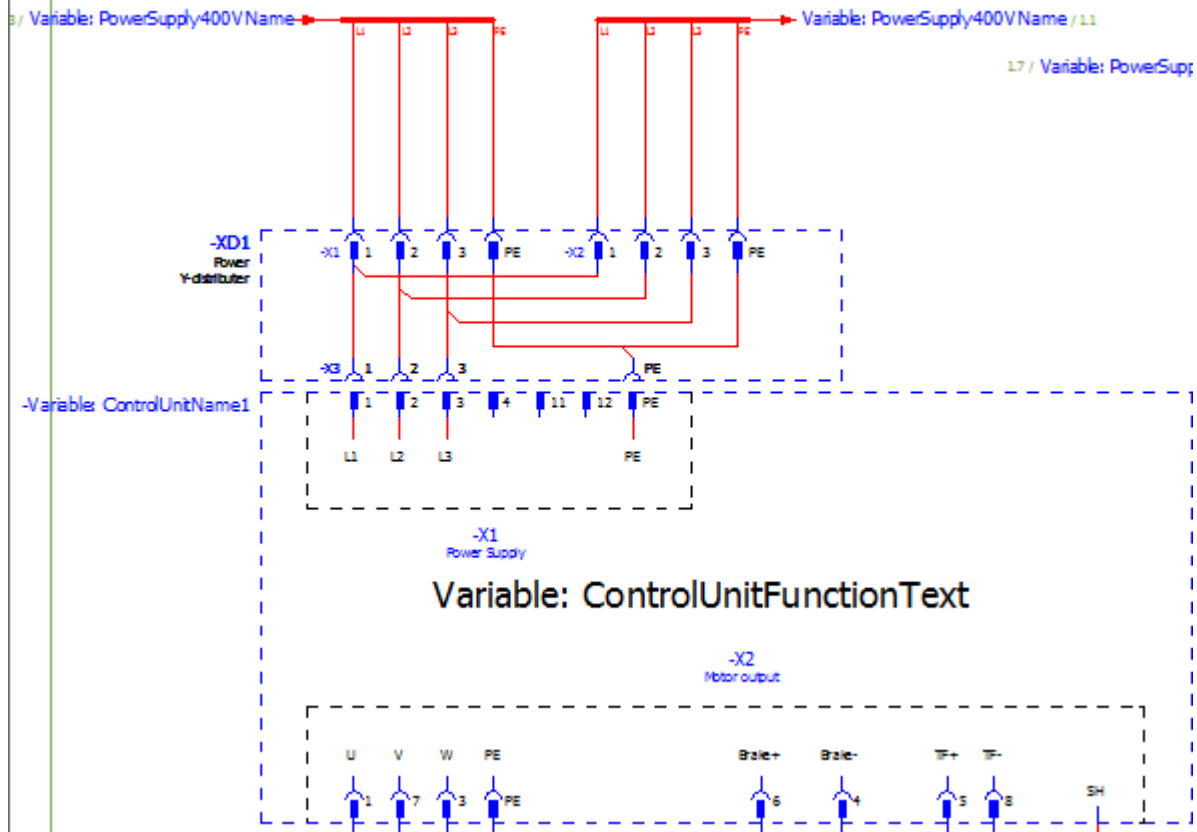 3/ Variable: PowerSupply400VName
L1 L2 L3 PE
L1 L2 L3 PE
Variable: PowerSupply400VName / 1.1
1.7 / Variable: PowerSupp
-XD1
Power
Y-distributer
-X1 1 2 3 PE
-X2 1 2 3 PE
-X3 1 2 3 PE
-Variable: ControlUnitName1
1 2 3 4 11 12 PE
L1 L2 L3 PE
-X1
Power Supply
Variable: ControlUnitFunctionText
-X2
Motor output
U V W PE Brake+ Brake- TF+ TF-
SH
1 7 3 PE 6 4 5 8